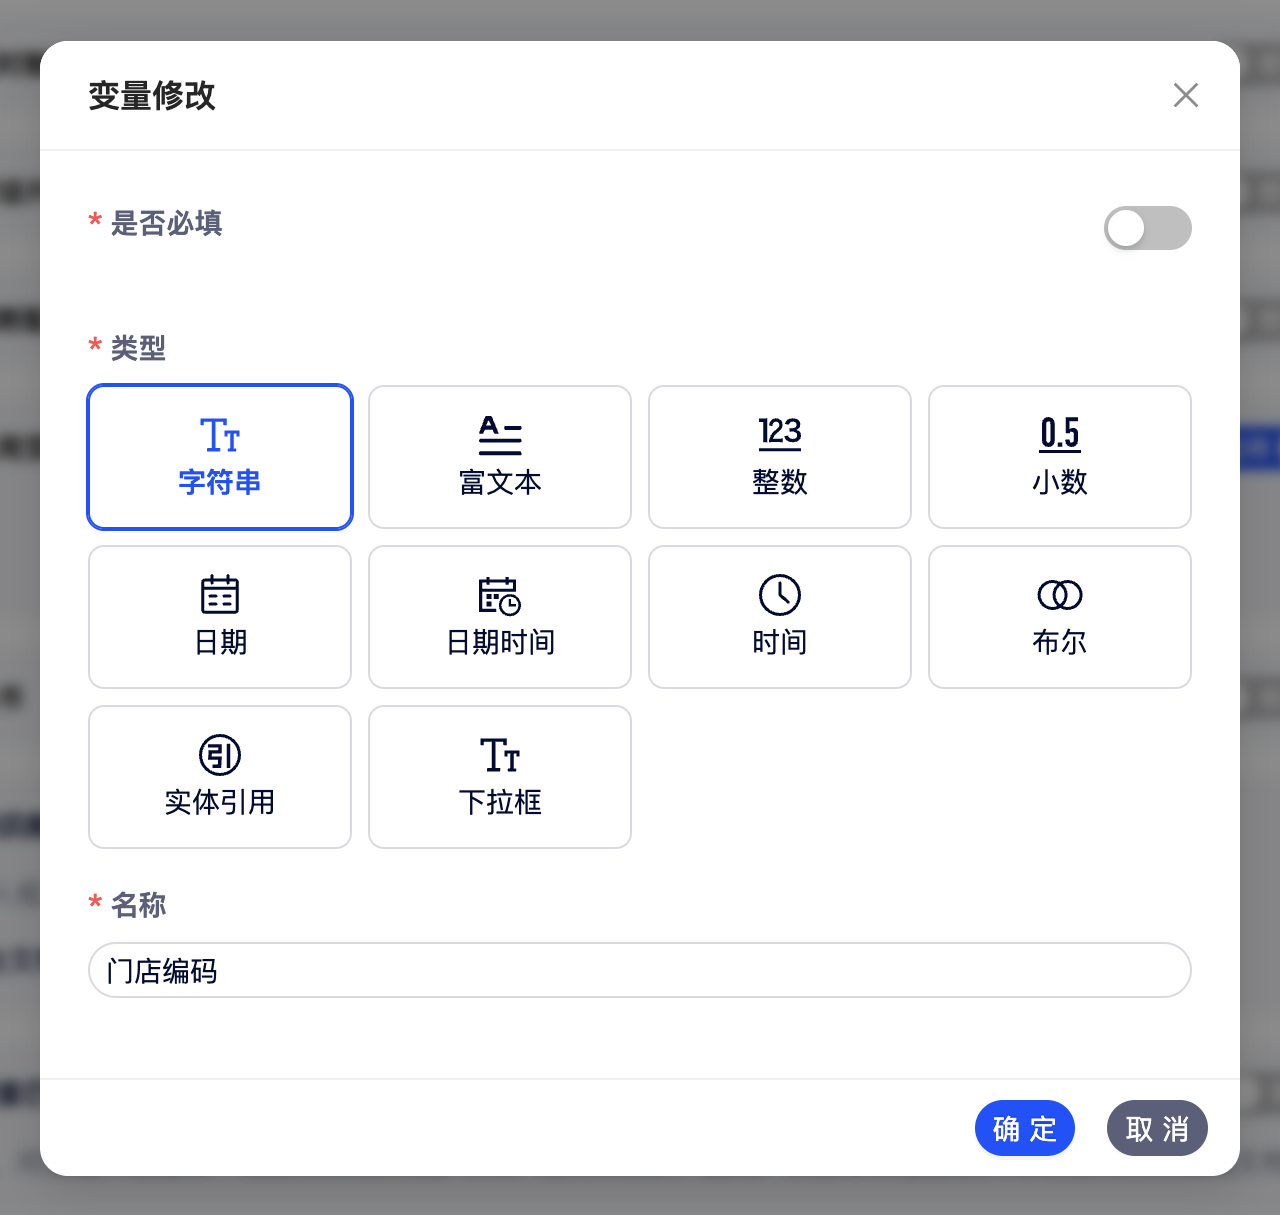 变量修改
* 是否必填
* 类型
字符串
富文本
123
整数
0.5
小数
日期
日期时间
时间
布尔
引
实体引用
下拉框
* 名称
门店编码
确 定
取 消